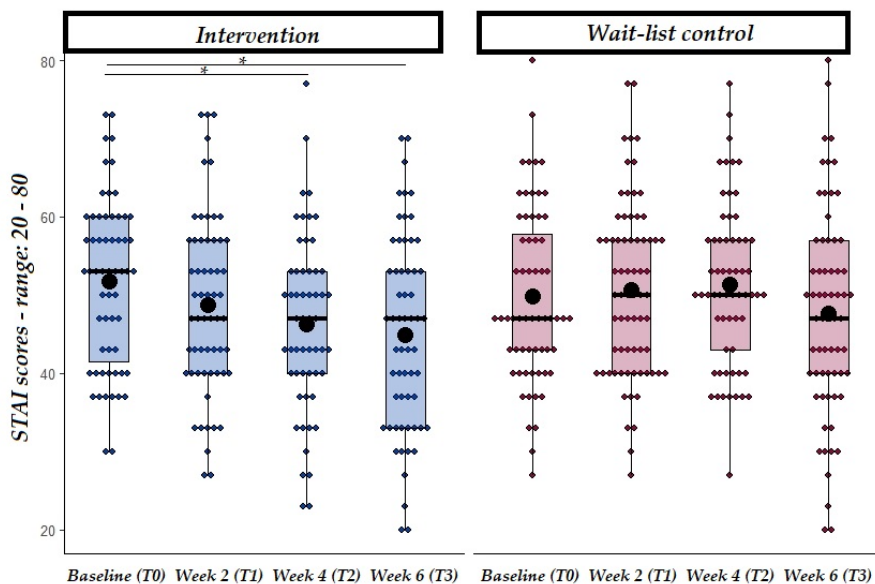 Intervention
Wait-list control
*
*
STAI scores - range: 20 - 80
80
60
40
20
Baseline (T0) Week 2 (T1) Week 4 (T2) Week 6 (T3)
Baseline (T0) Week 2 (T1) Week 4 (T2) Week 6 (T3)